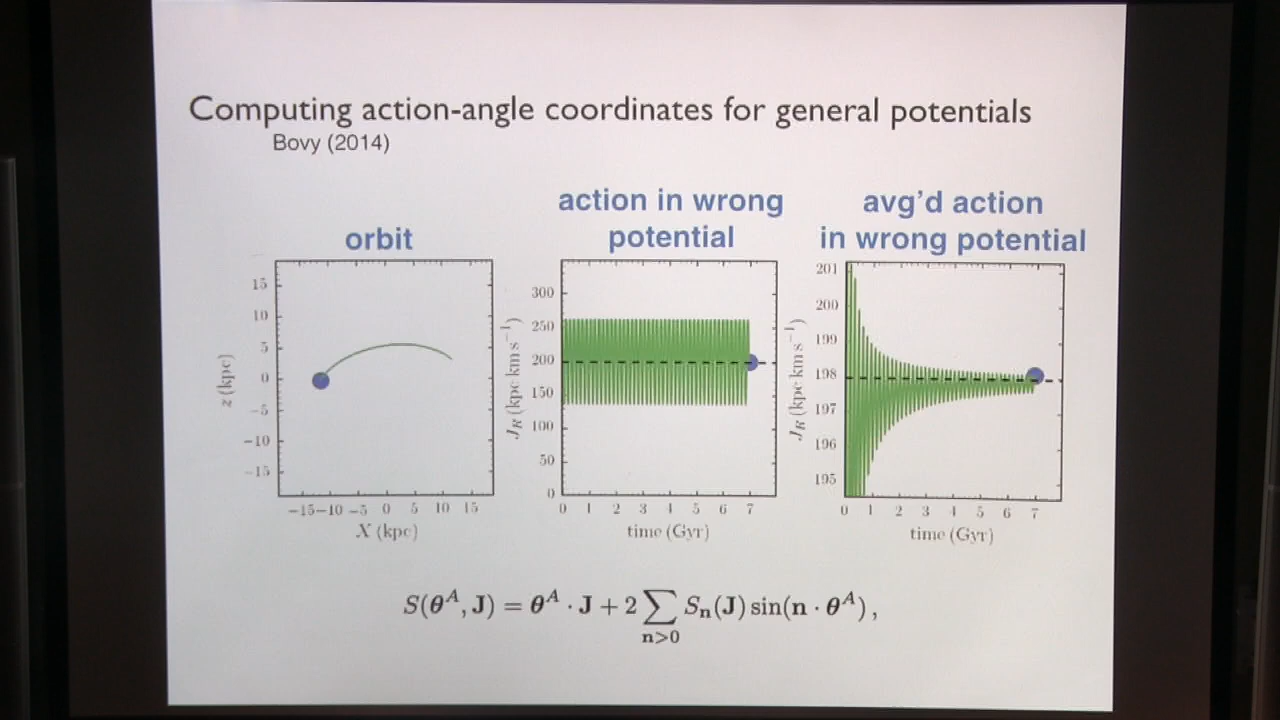 Computing action-angle coordinates for general potentials
Bovy (2014)
orbit
action in wrong
potential
avg'd action
in wrong potential
15
10
5
0
−5
−10
−15
z (kpc)
−15 −10 −5 0 5 10 15
X (kpc)
300
250
200
150
100
50
0
J_R (kpc km s⁻¹)
0 1 2 3 4 5 6 7
time (Gyr)
201
200
199
198
197
196
195
J_R (kpc km s⁻¹)
0 1 2 3 4 5 6 7
time (Gyr)
S(θ^A, J) = θ^A · J + 2 ∑ S_n(J) sin(n · θ^A) ,
n>0